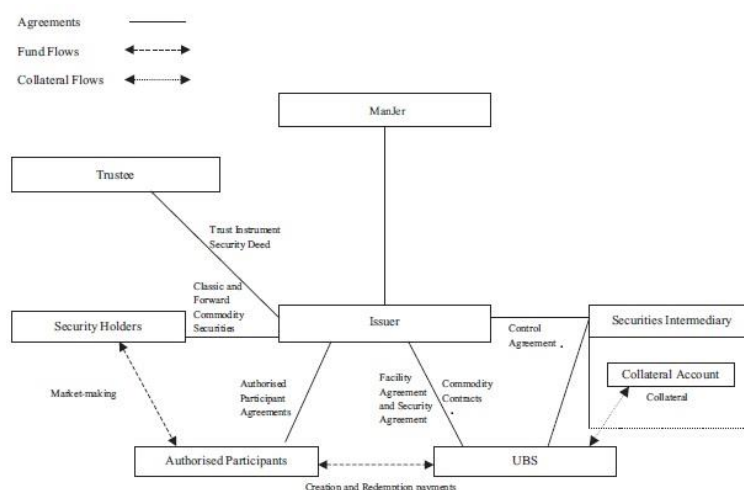 Agreements
Fund Flows
Collateral Flows
ManJer
Trustee
Trust Instrument
Security Deed
Classic and
Forward
Commodity
Securities
Security Holders
Issuer
Securities Intermediary
Control
Agreement
Collateral Account
Collateral
Market-making
Authorised
Participant
Agreements
Facility
Agreement
and Security
Agreement
Commodity
Contracts
Authorised Participants
UBS
Creation and Redemption payments